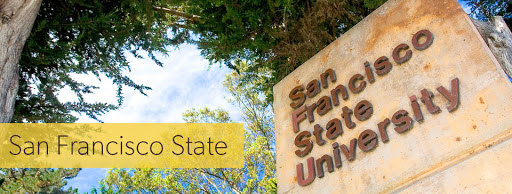 San Francisco State
San
Francisco
State
University